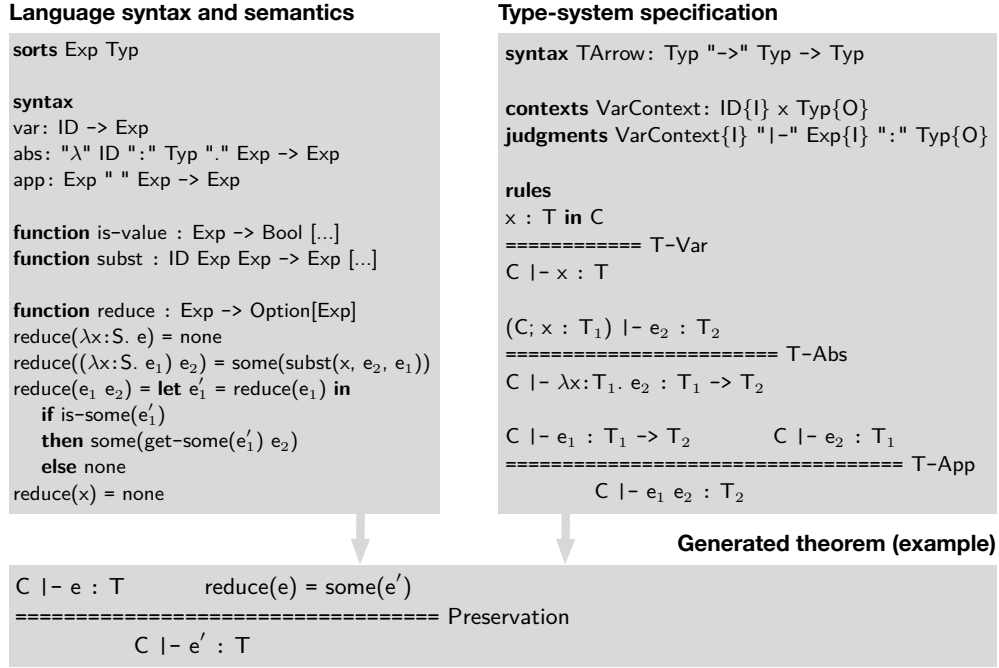 Language syntax and semantics
sorts Exp Typ
syntax
var: ID -> Exp
abs: "λ" ID ":" Typ "." Exp -> Exp
app: Exp " " Exp -> Exp
function is-value : Exp -> Bool [...]
function subst : ID Exp Exp -> Exp [...]
function reduce : Exp -> Option[Exp]
reduce(λx:S. e) = none
reduce((λx:S. e₁) e₂) = some(subst(x, e₂, e₁))
reduce(e₁ e₂) = let e₁′ = reduce(e₁) in
if is-some(e₁′)
then some(get-some(e₁′) e₂)
else none
reduce(x) = none
Type-system specification
syntax TArrow: Typ "->" Typ -> Typ
contexts VarContext: ID{I} x Typ{O}
judgments VarContext{I} "|-" Exp{I} ":" Typ{O}
rules
x : T in C
============ T-Var
C |- x : T
(C; x : T₁) |- e₂ : T₂
======================== T-Abs
C |- λx:T₁. e₂ : T₁ -> T₂
C |- e₁ : T₁ -> T₂ C |- e₂ : T₁
=================================== T-App
C |- e₁ e₂ : T₂
Generated theorem (example)
C |- e : T reduce(e) = some(e′)
=================================== Preservation
C |- e′ : T